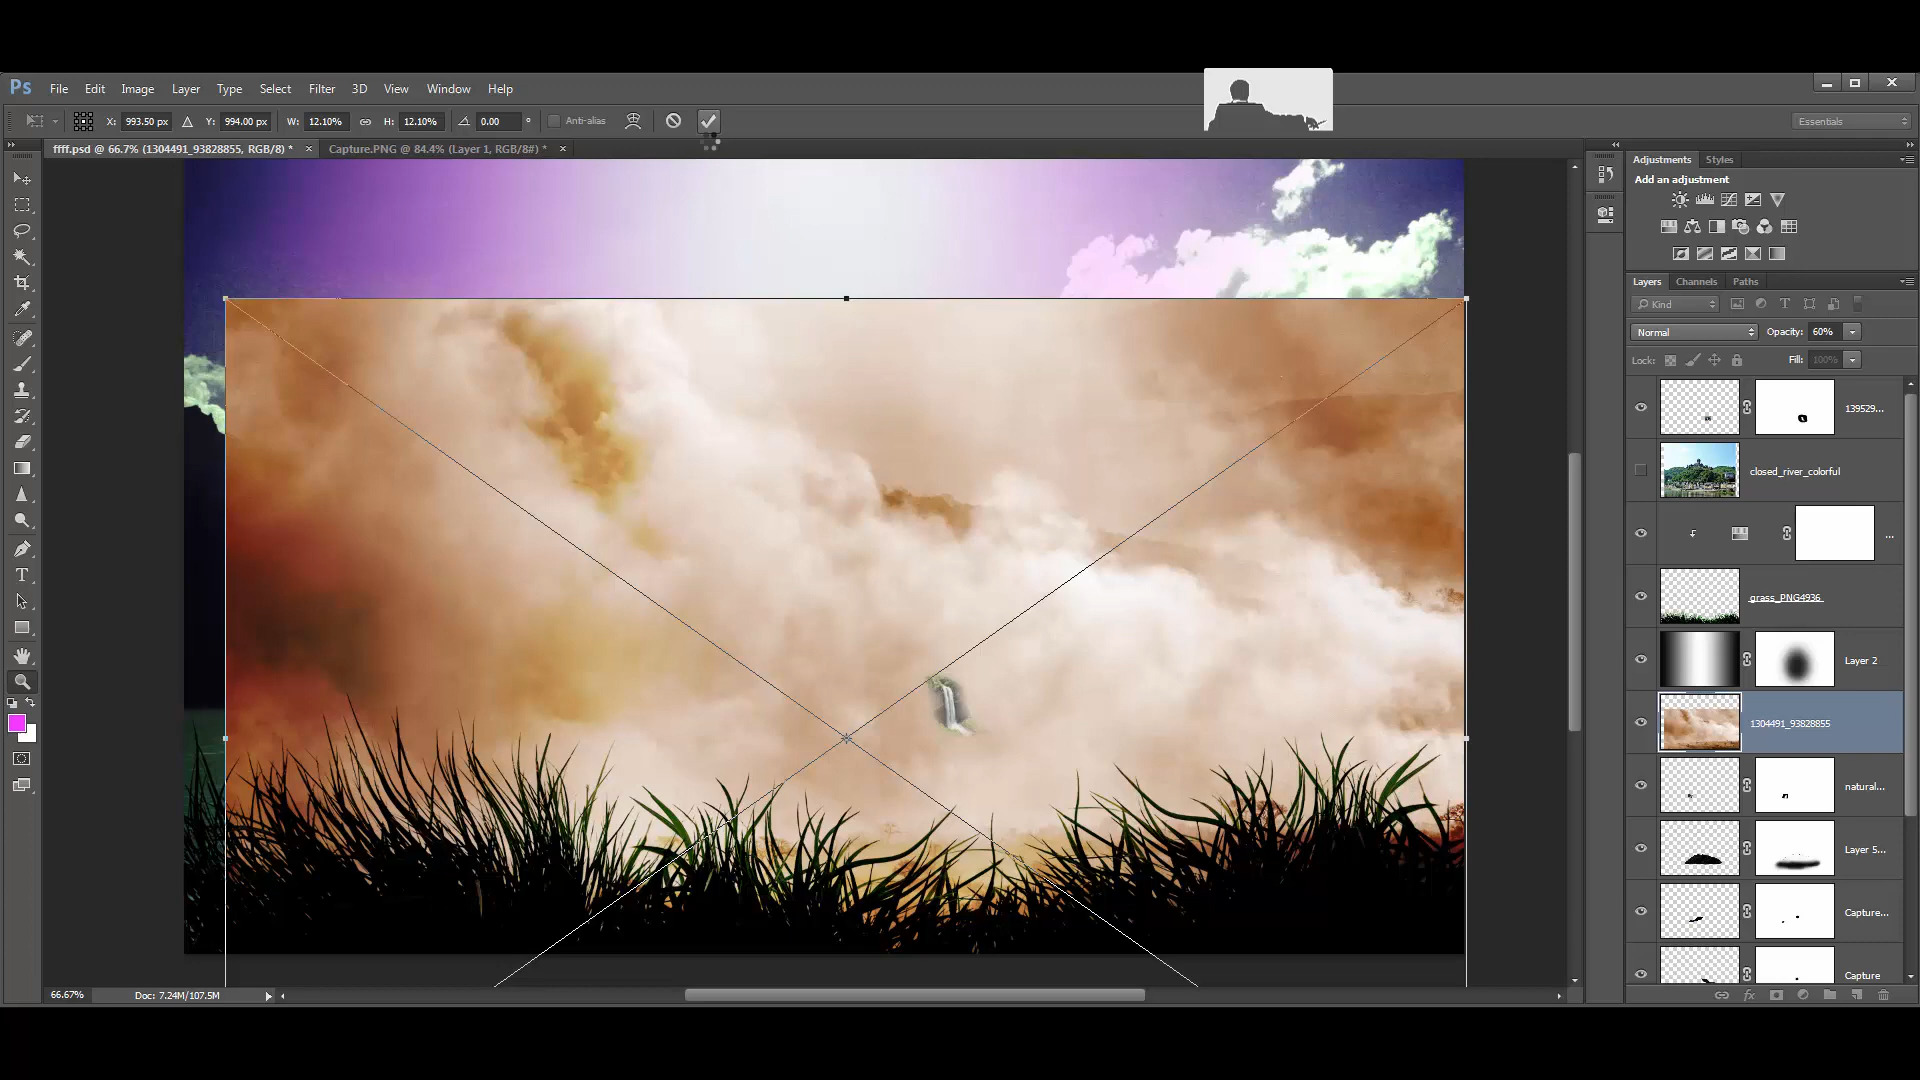 Ps File Edit Image Layer Type Select Filter 3D View Window Help
X: 993.50 px Y: 994.00 px W: 12.10% H: 12.10% 0.00 ° Anti-alias Essentials
ffff.psd @ 66.7% (1304491_93828855, RGB/8) * × Capture.PNG @ 84.4% (Layer 1, RGB/8#) * ×
Adjustments Styles
Add an adjustment
Layers Channels Paths
Kind
Normal Opacity: 60%
Lock: Fill: 100%
139529...
closed_river_colorful
...
grass_PNG4936
Layer 2
1304491_93828855
natural...
Layer 5...
Capture...
Capture
66.67% Doc: 7.24M/107.5M